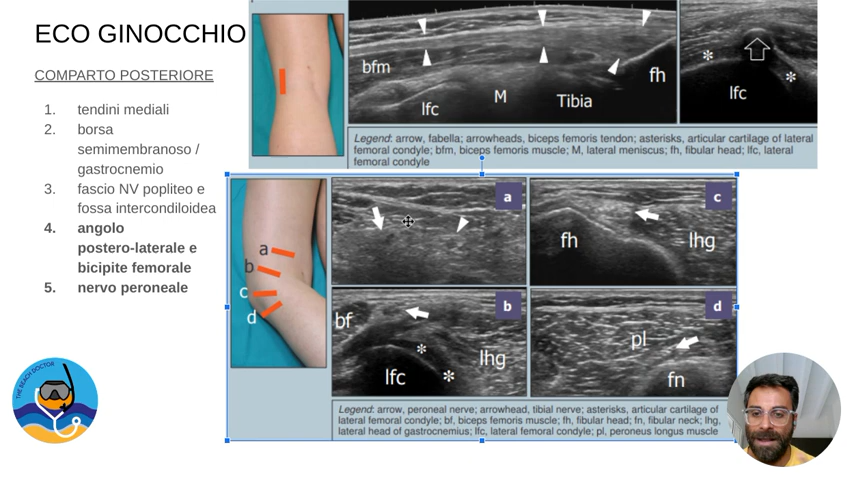 ECO GINOCCHIO
COMPARTO POSTERIORE
1. tendini mediali
2. borsa
semimembranoso /
gastrocnemio
3. fascio NV popliteo e
fossa intercondiloidea
4. angolo
postero-laterale e
bicipite femorale
5. nervo peroneale
THE BEACH DOCTOR
bfm
lfc
M
Tibia
fh
*
lfc
*
Legend: arrow, fabella; arrowheads, biceps femoris tendon; asterisks, articular cartilage of lateral
femoral condyle; bfm, biceps femoris muscle; M, lateral meniscus; fh, fibular head; lfc, lateral
femoral condyle
a
b
c
d
a
c
fh
lhg
b
bf
*
lfc
*
lhg
d
pl
fn
Legend: arrow, peroneal nerve; arrowhead, tibial nerve; asterisks, articular cartilage of
lateral femoral condyle; bf, biceps femoris muscle; fh, fibular head; fn, fibular neck; lhg,
lateral head of gastrocnemius; lfc, lateral femoral condyle; pl, peroneus longus muscle